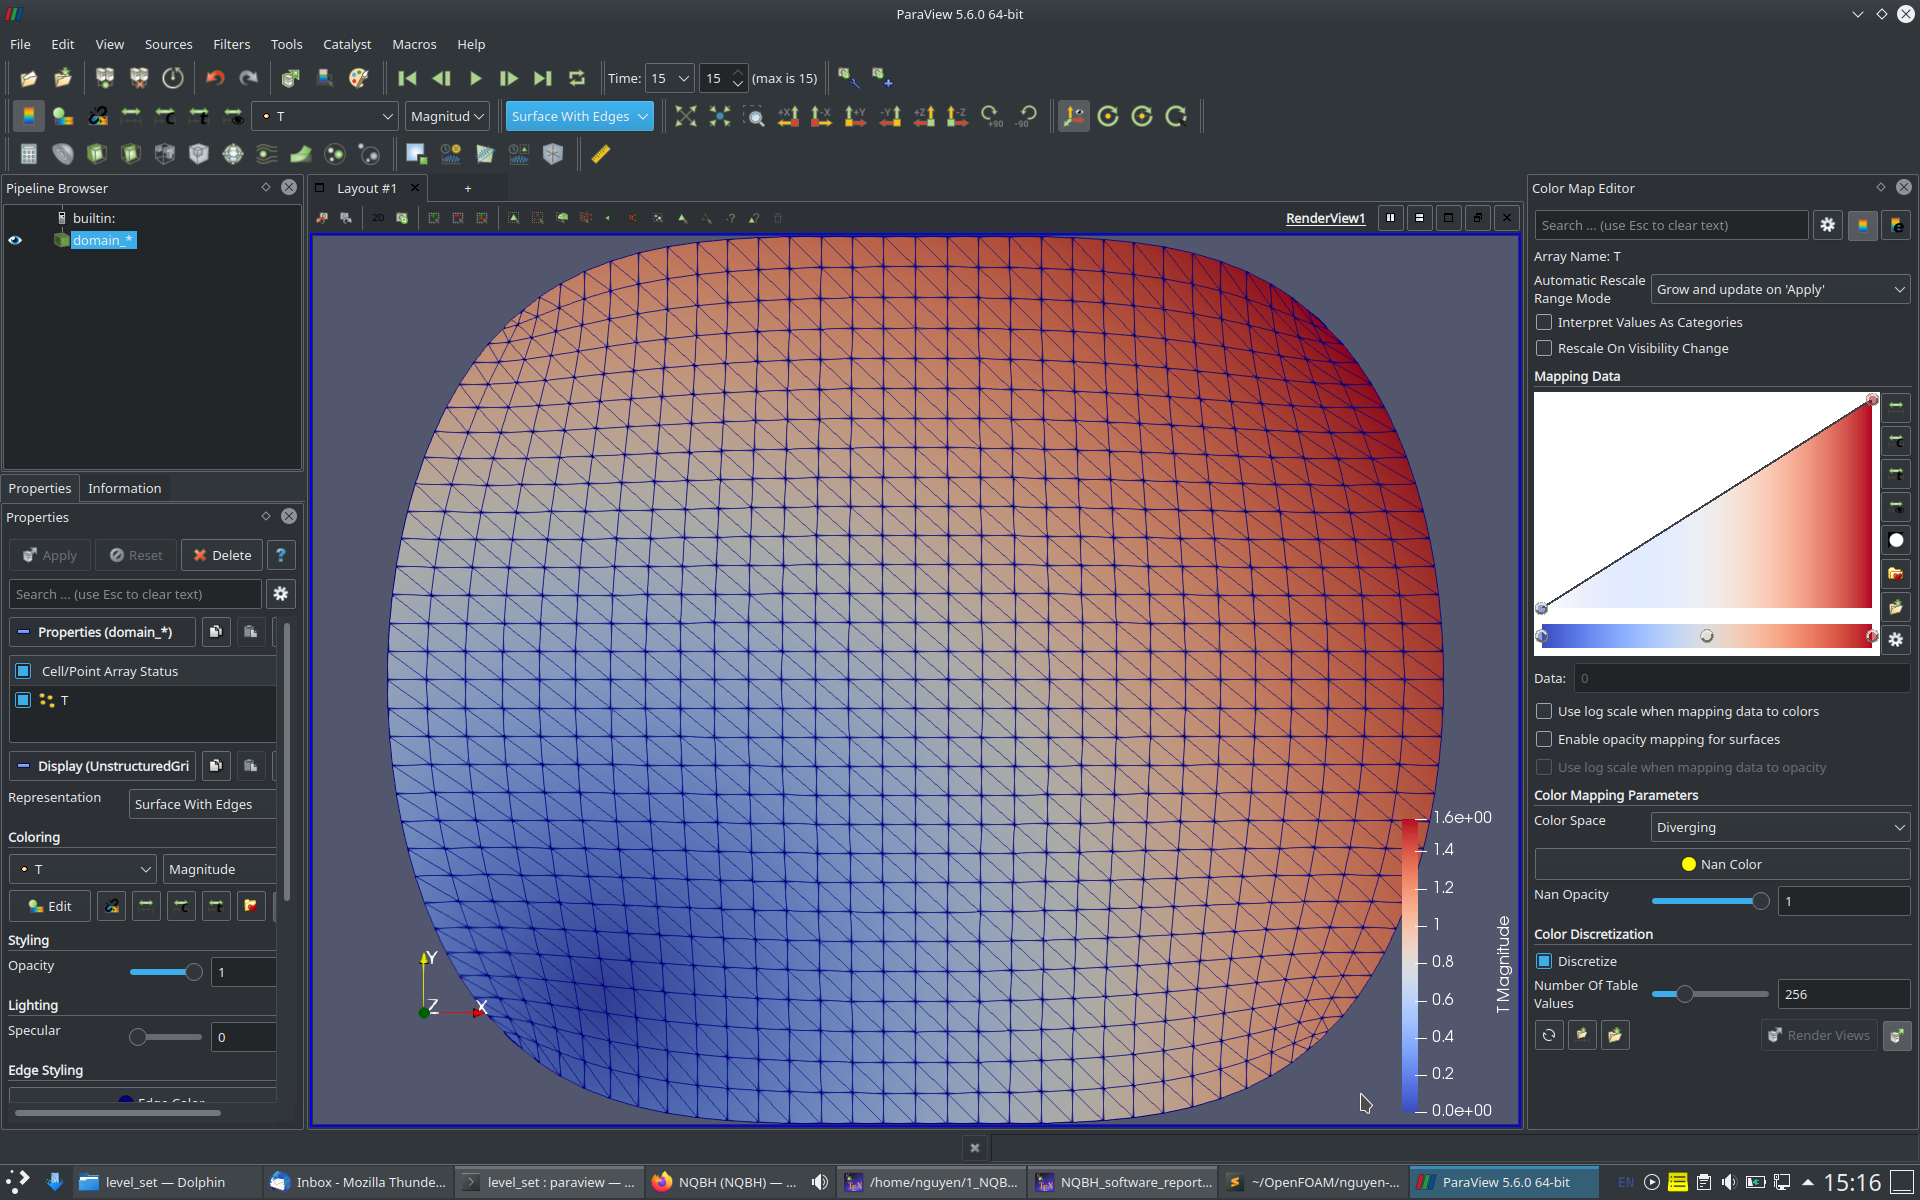 ParaView 5.6.0 64-bit
File Edit View Sources Filters Tools Catalyst Macros Help
Time: 15 15 (max is 15)
T Magnitud Surface With Edges +X -X +Y -Y +Z -Z +90 -90
Pipeline Browser
builtin:
domain_*
Properties Information
Properties
Apply Reset Delete ?
Search ... (use Esc to clear text)
Properties (domain_*)
Cell/Point Array Status
T
Display (UnstructuredGri
Representation Surface With Edges
Coloring
T Magnitude
Edit
Styling
Opacity 1
Lighting
Specular 0
Edge Styling
Edge Color
Layout #1 +
2D RenderView1
Y
Z X
1.6e+00
1.4
1.2
1
0.8
0.6
0.4
0.2
0.0e+00
T Magnitude
Color Map Editor
Search ... (use Esc to clear text)
Array Name: T
Automatic Rescale
Range Mode Grow and update on 'Apply'
Interpret Values As Categories
Rescale On Visibility Change
Mapping Data
Data: 0
Use log scale when mapping data to colors
Enable opacity mapping for surfaces
Use log scale when mapping data to opacity
Color Mapping Parameters
Color Space Diverging
Nan Color
Nan Opacity 1
Color Discretization
Discretize
Number Of Table
Values 256
Render Views
level_set — Dolphin Inbox - Mozilla Thunde... level_set : paraview — ... NQBH (NQBH) — ... /home/nguyen/1_NQB... NQBH_software_report... ~/OpenFOAM/nguyen-... ParaView 5.6.0 64-bit EN 15:16